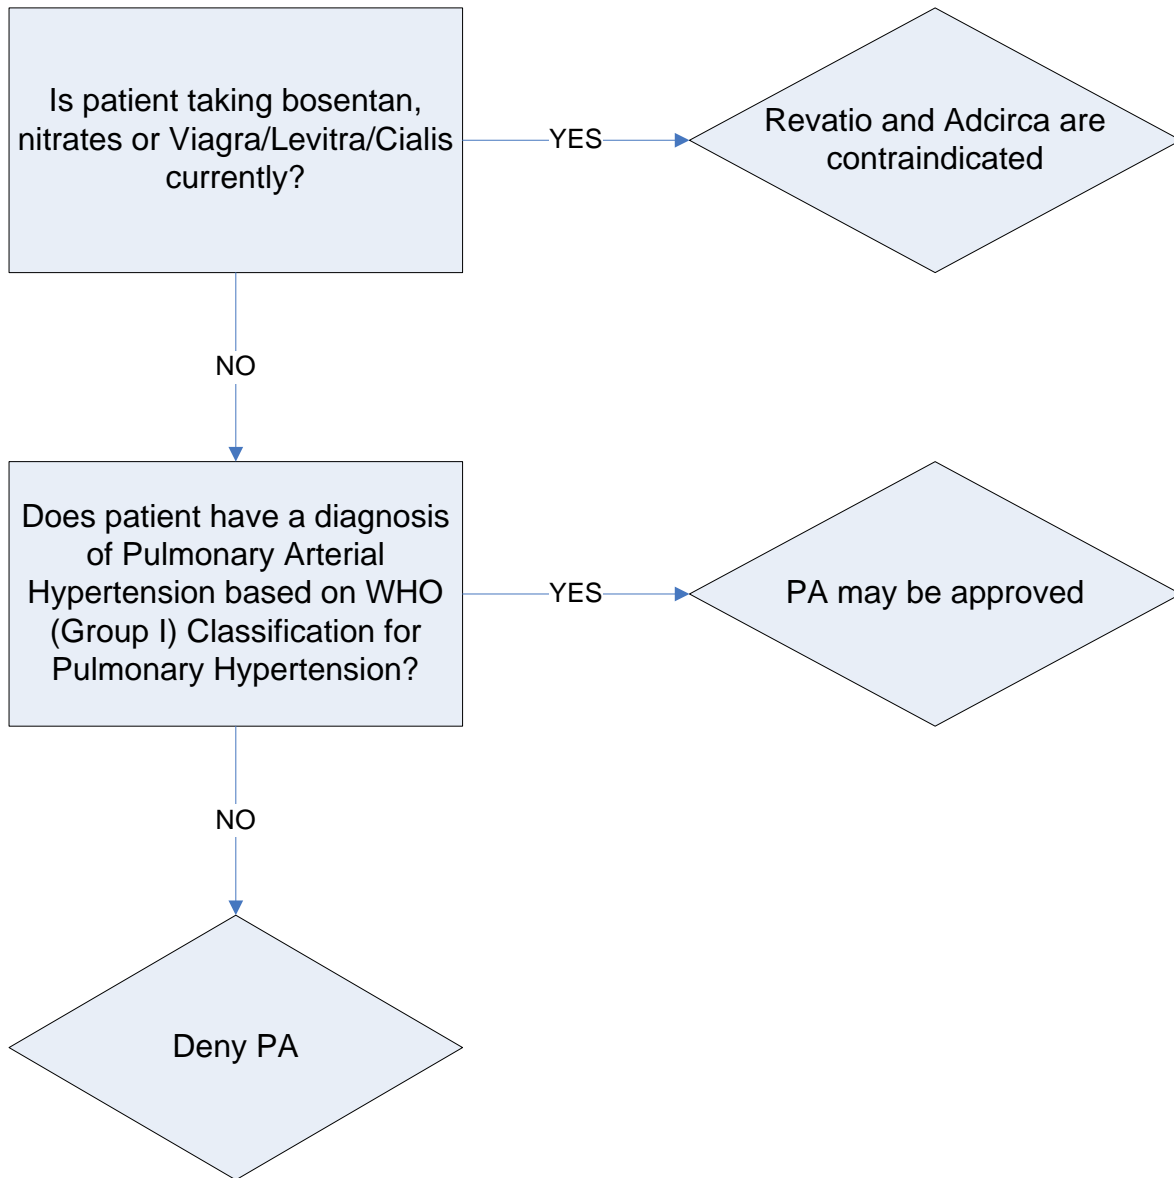 Is patient taking bosentan,
nitrates or Viagra/Levitra/Cialis
currently?
YES
Revatio and Adcirca are
contraindicated
NO
Does patient have a diagnosis
of Pulmonary Arterial
Hypertension based on WHO
(Group I) Classification for
Pulmonary Hypertension?
YES
PA may be approved
NO
Deny PA